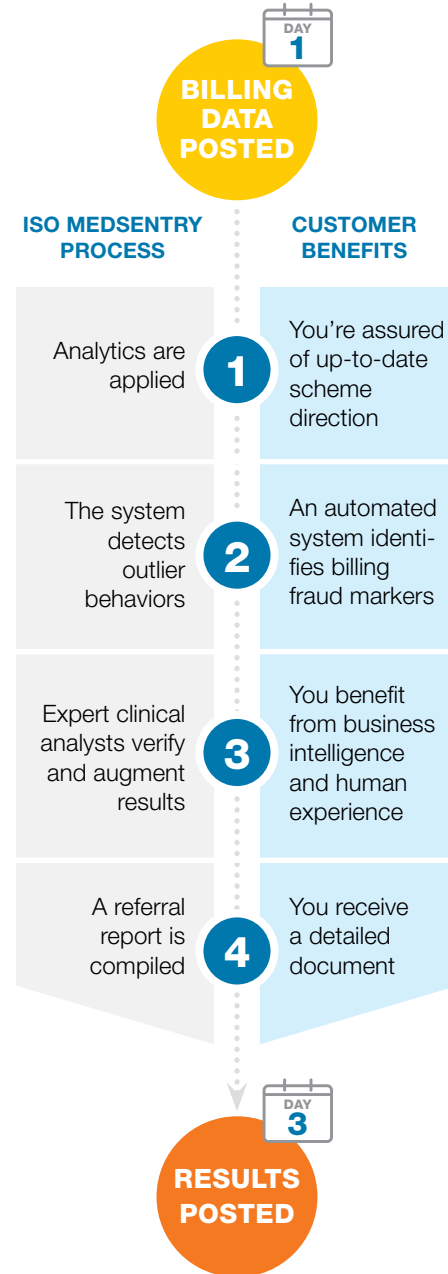 DAY
1
BILLING
DATA
POSTED
ISO MEDSENTRY
PROCESS
CUSTOMER
BENEFITS
Analytics are
applied
1
You're assured
of up-to-date
scheme
direction
The system
detects
outlier
behaviors
2
An automated
system identi-
fies billing
fraud markers
Expert clinical
analysts verify
and augment
results
3
You benefit
from business
intelligence
and human
experience
A referral
report is
compiled
4
You receive
a detailed
document
DAY
3
RESULTS
POSTED